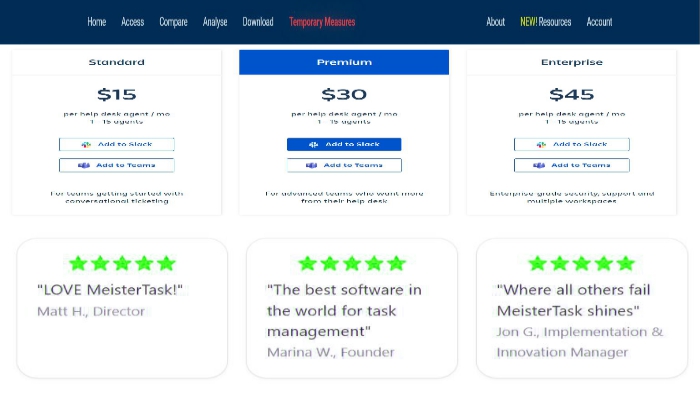 Home Access Compare Analyse Download Temporary Measures About NEW! Resources Account
Standard Premium Enterprise
$15 $30 $45
per help desk agent / mo per help desk agent / mo per help desk agent / mo
1 - 15 agents 1 - 15 agents 1 - 15 agents
Add to Slack Add to Slack Add to Slack
Add to Teams Add to Teams Add to Teams
For teams getting started with For advanced teams who want more Enterprise grade security, support and
conversational ticketing from their help desk multiple workspaces
"LOVE MeisterTask!"
Matt H., Director
"The best software in
the world for task
management"
Marina W., Founder
"Where all others fail
MeisterTask shines"
Jon G., Implementation &
Innovation Manager